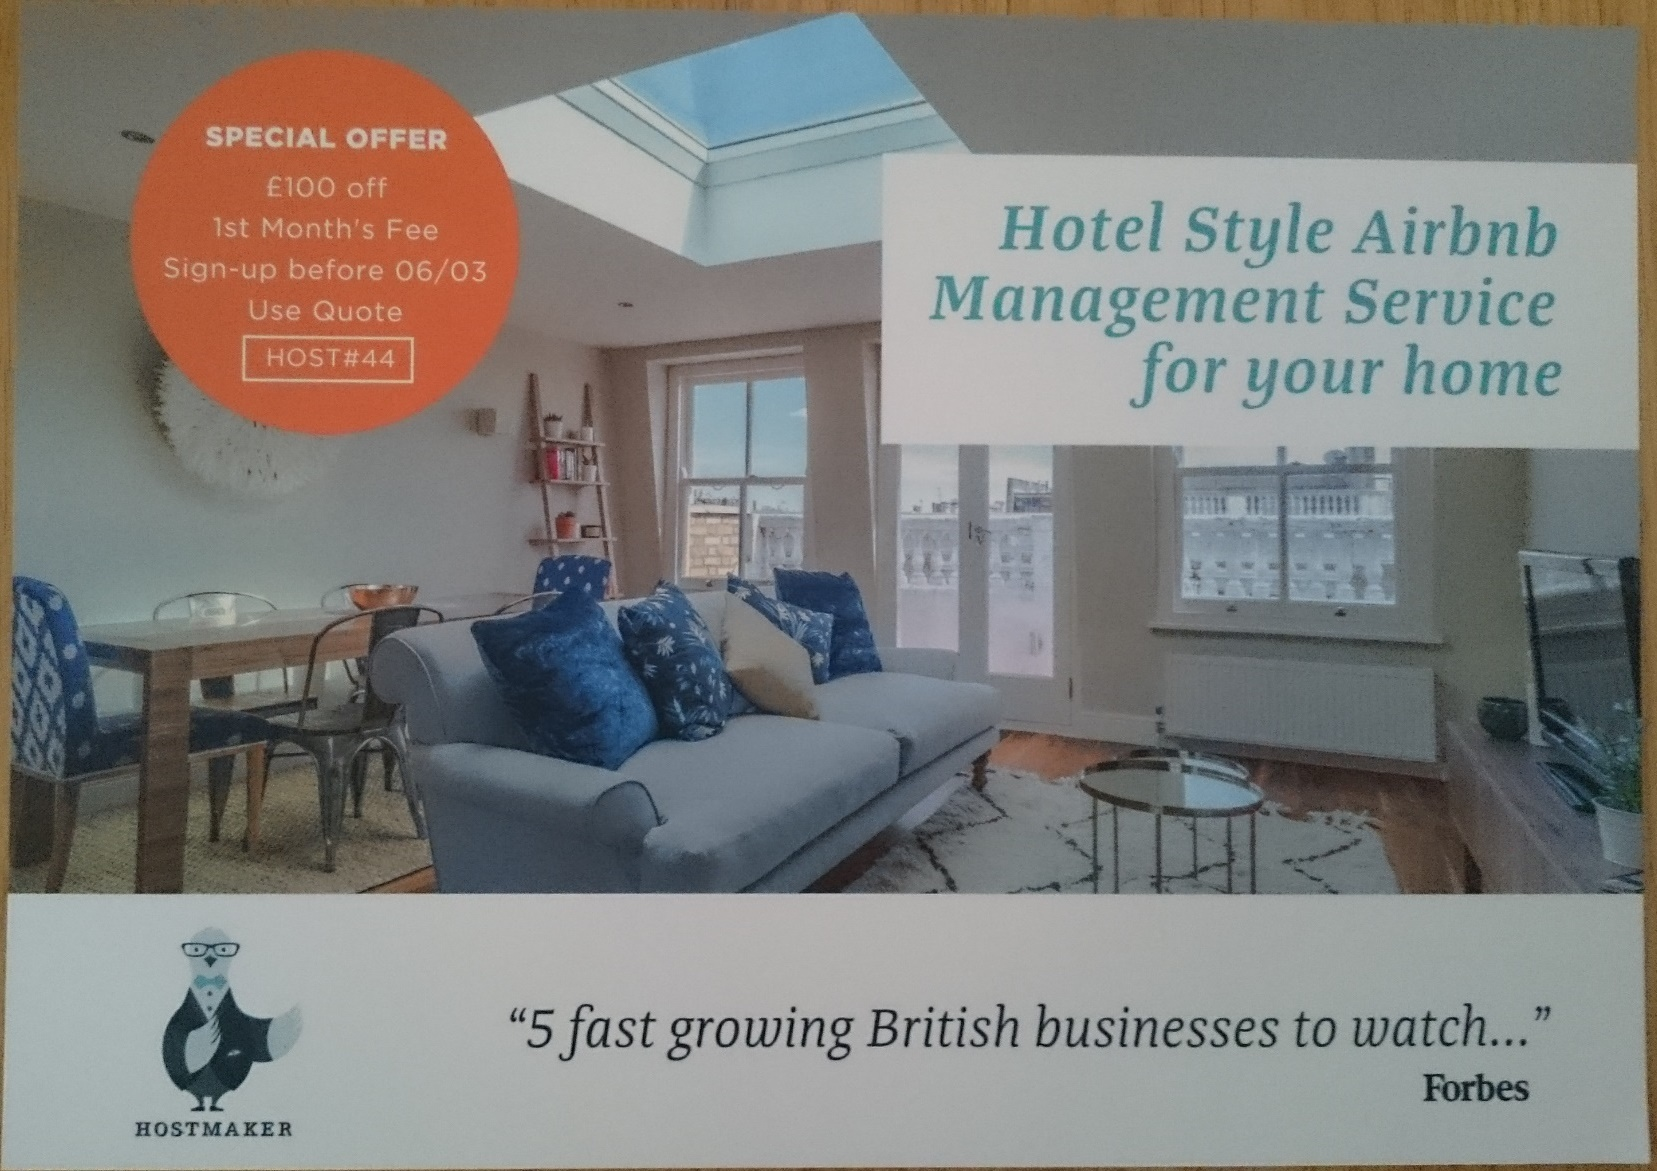 SPECIAL OFFER
£100 off
1st Month's Fee
Sign-up before 06/03
Use Quote
HOST#44
Hotel Style Airbnb
Management Service
for your home
HOSTMAKER
“5 fast growing British businesses to watch...”
Forbes